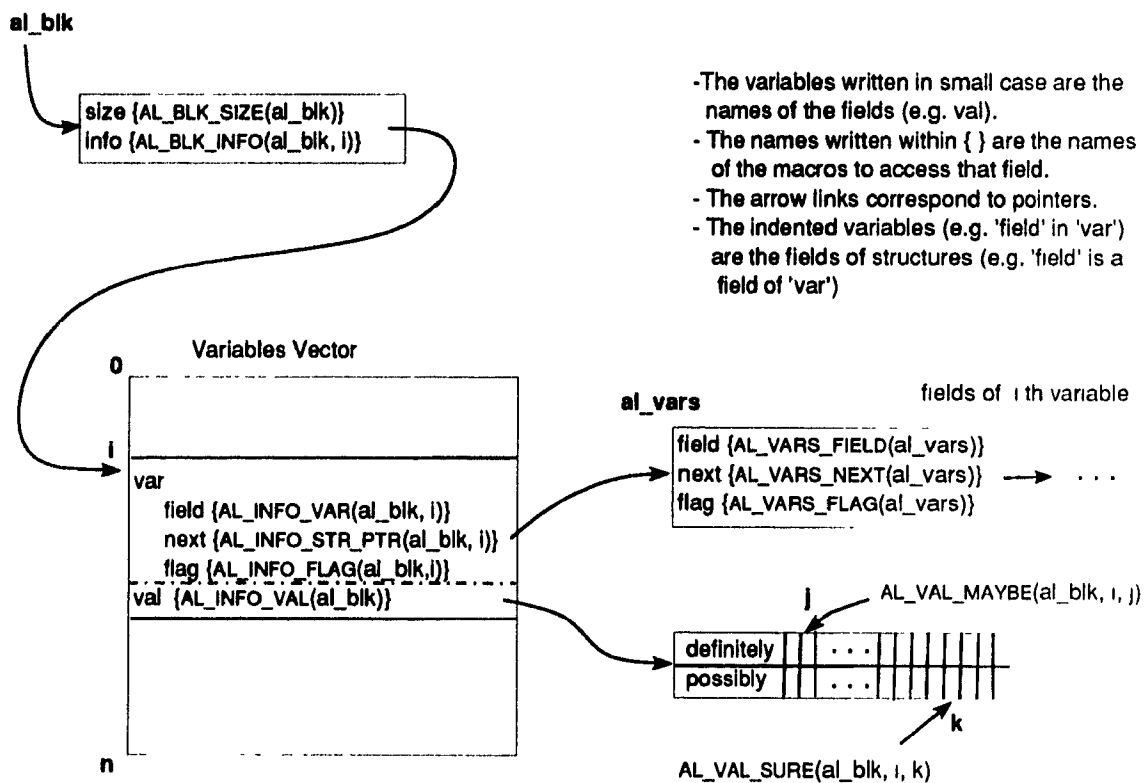 al_blk
size {AL_BLK_SIZE(al_blk)}
info {AL_BLK_INFO(al_blk, i)}
-The variables written in small case are the
names of the fields (e.g. val).
- The names written within { } are the names
of the macros to access that field.
- The arrow links correspond to pointers.
- The indented variables (e.g. 'field' in 'var')
are the fields of structures (e.g. 'field' is a
field of 'var')
Variables Vector
0
i
n
var
field {AL_INFO_VAR(al_blk, i)}
next {AL_INFO_STR_PTR(al_blk, i)}
flag {AL_INFO_FLAG(al_blk,i)}
val {AL_INFO_VAL(al_blk)}
al_vars
fields of i th variable
field {AL_VARS_FIELD(al_vars)}
next {AL_VARS_NEXT(al_vars)} . . .
flag {AL_VARS_FLAG(al_vars)}
j
AL_VAL_MAYBE(al_blk, i, j)
definitely . . .
possibly . . .
k
AL_VAL_SURE(al_blk, i, k)